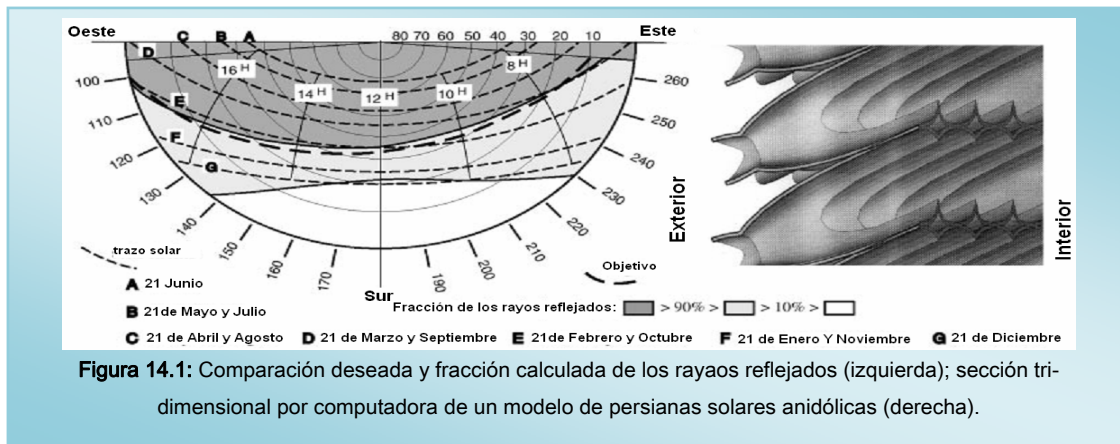 Oeste
Este
C B A
D
80 70 60 50 40 30 20 10
16 H
8 H
14 H
12 H
10 H
E
F
G
100
110
120
130
140
150
160
170
190
200
210
220
230
240
250
260
Sur
trazo solar
Objetivo
A 21 Junio
B 21de Mayo y Julio
Fracción de los rayos reflejados: > 90% > > 10% >
C 21 de Abril y Agosto D 21 de Marzo y Septiembre E 21de Febrero y Octubre F 21 de Enero Y Noviembre G 21 de Diciembre
Exterior
Interior
Figura 14.1: Comparación deseada y fracción calculada de los rayaos reflejados (izquierda); sección tri-
dimensional por computadora de un modelo de persianas solares anidólicas (derecha).